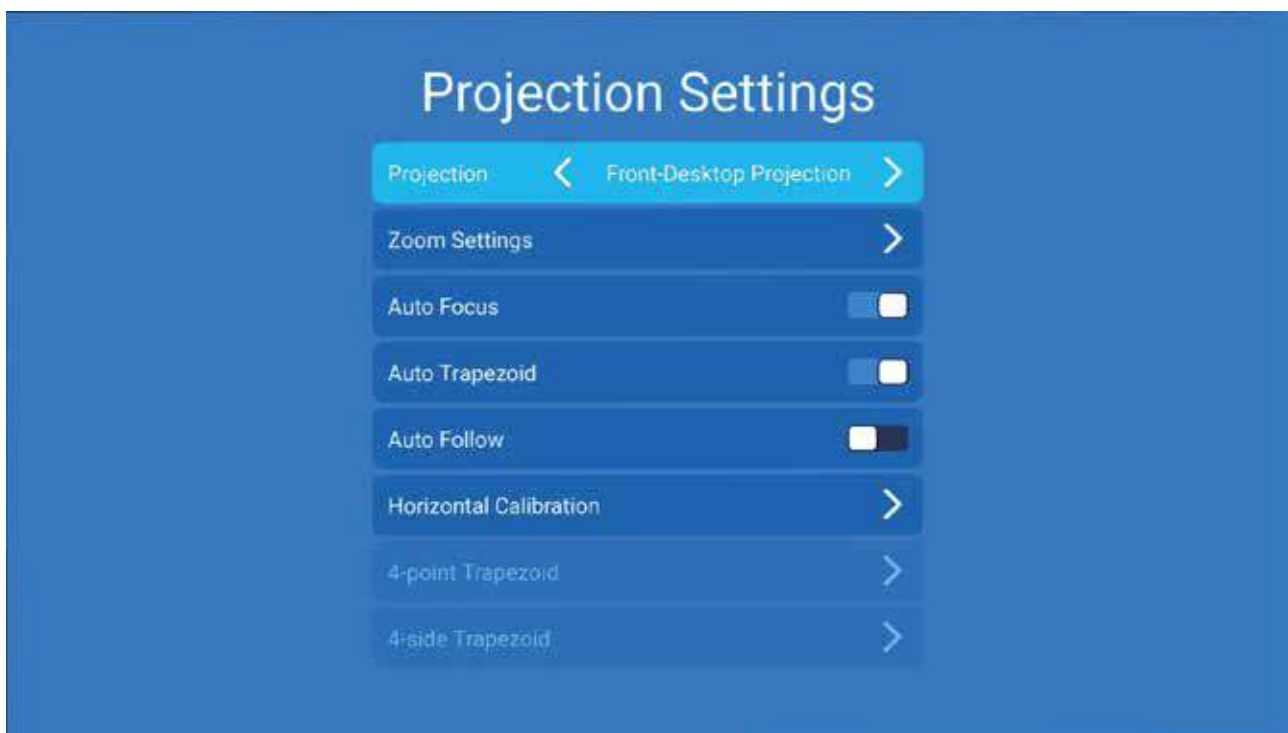 Projection Settings
Projection Front-Desktop Projection
Zoom Settings
Auto Focus
Auto Trapezoid
Auto Follow
Horizontal Calibration
4-point Trapezoid
4-side Trapezoid